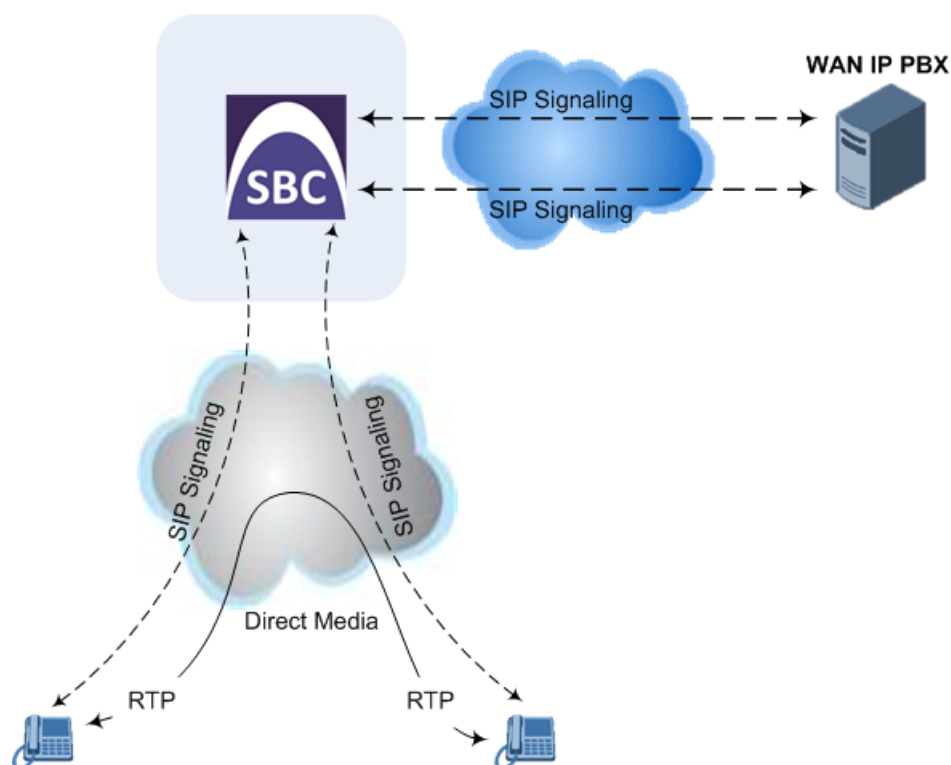 WAN IP PBX
SIP Signaling
SBC
SIP Signaling
SIP Signaling
SIP Signaling
Direct Media
RTP
RTP